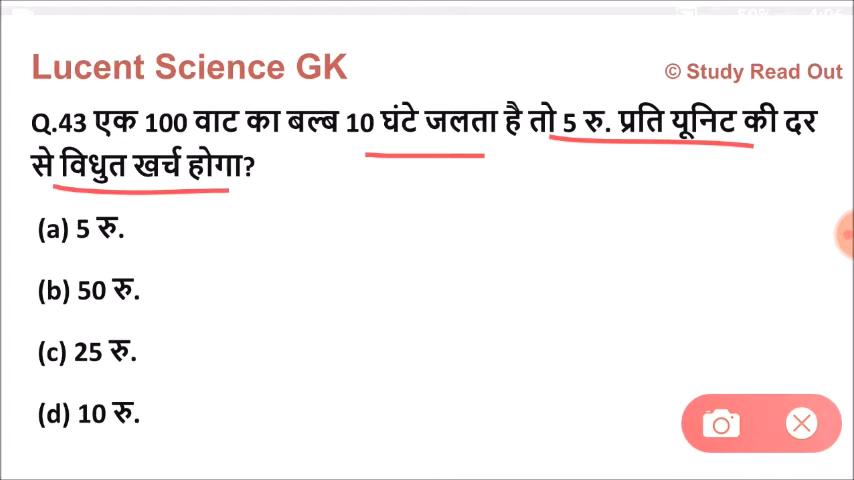 Lucent Science GK
© Study Read Out
Q.43 एक 100 वाट का बल्ब 10 घंटे जलता है तो 5 रु. प्रति यूनिट की दर
से विधुत खर्च होगा?
(a) 5 रु.
(b) 50 रु.
(c) 25 रु.
(d) 10 रु.